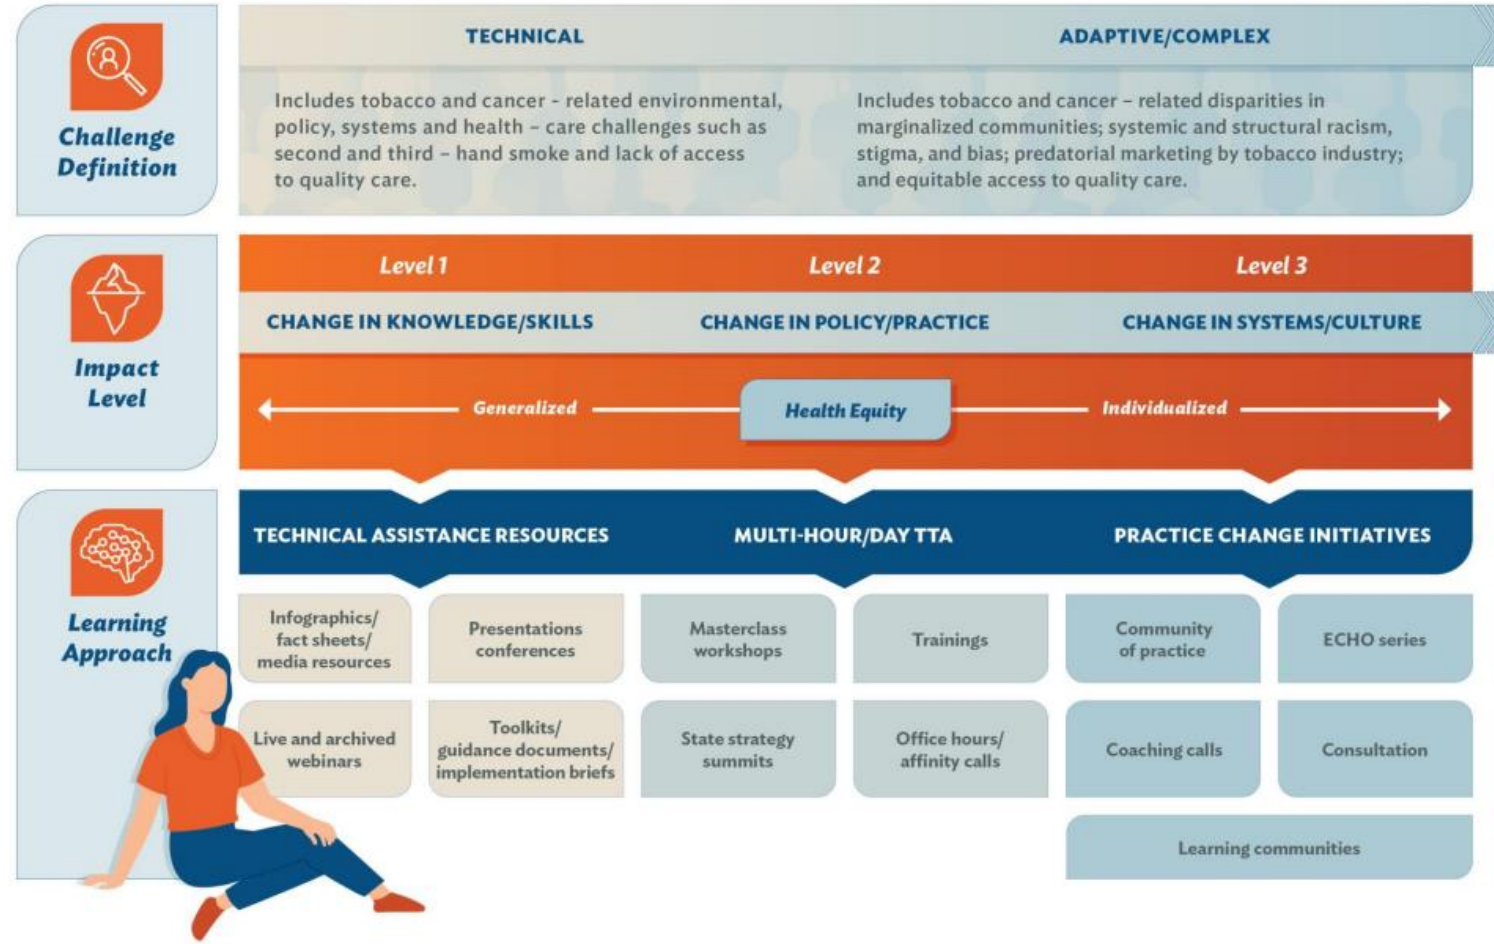 Challenge
Definition
TECHNICAL
ADAPTIVE/COMPLEX
Includes tobacco and cancer - related environmental,
policy, systems and health – care challenges such as
second and third – hand smoke and lack of access
to quality care.
Includes tobacco and cancer – related disparities in
marginalized communities; systemic and structural racism,
stigma, and bias; predatorial marketing by tobacco industry;
and equitable access to quality care.
Impact
Level
Level 1
Level 2
Level 3
CHANGE IN KNOWLEDGE/SKILLS
CHANGE IN POLICY/PRACTICE
CHANGE IN SYSTEMS/CULTURE
Generalized
Health Equity
Individualized
Learning
Approach
TECHNICAL ASSISTANCE RESOURCES
MULTI-HOUR/DAY TTA
PRACTICE CHANGE INITIATIVES
Infographics/
fact sheets/
media resources
Presentations
conferences
Masterclass
workshops
Trainings
Community
of practice
ECHO series
Live and archived
webinars
Toolkits/
guidance documents/
implementation briefs
State strategy
summits
Office hours/
affinity calls
Coaching calls
Consultation
Learning communities